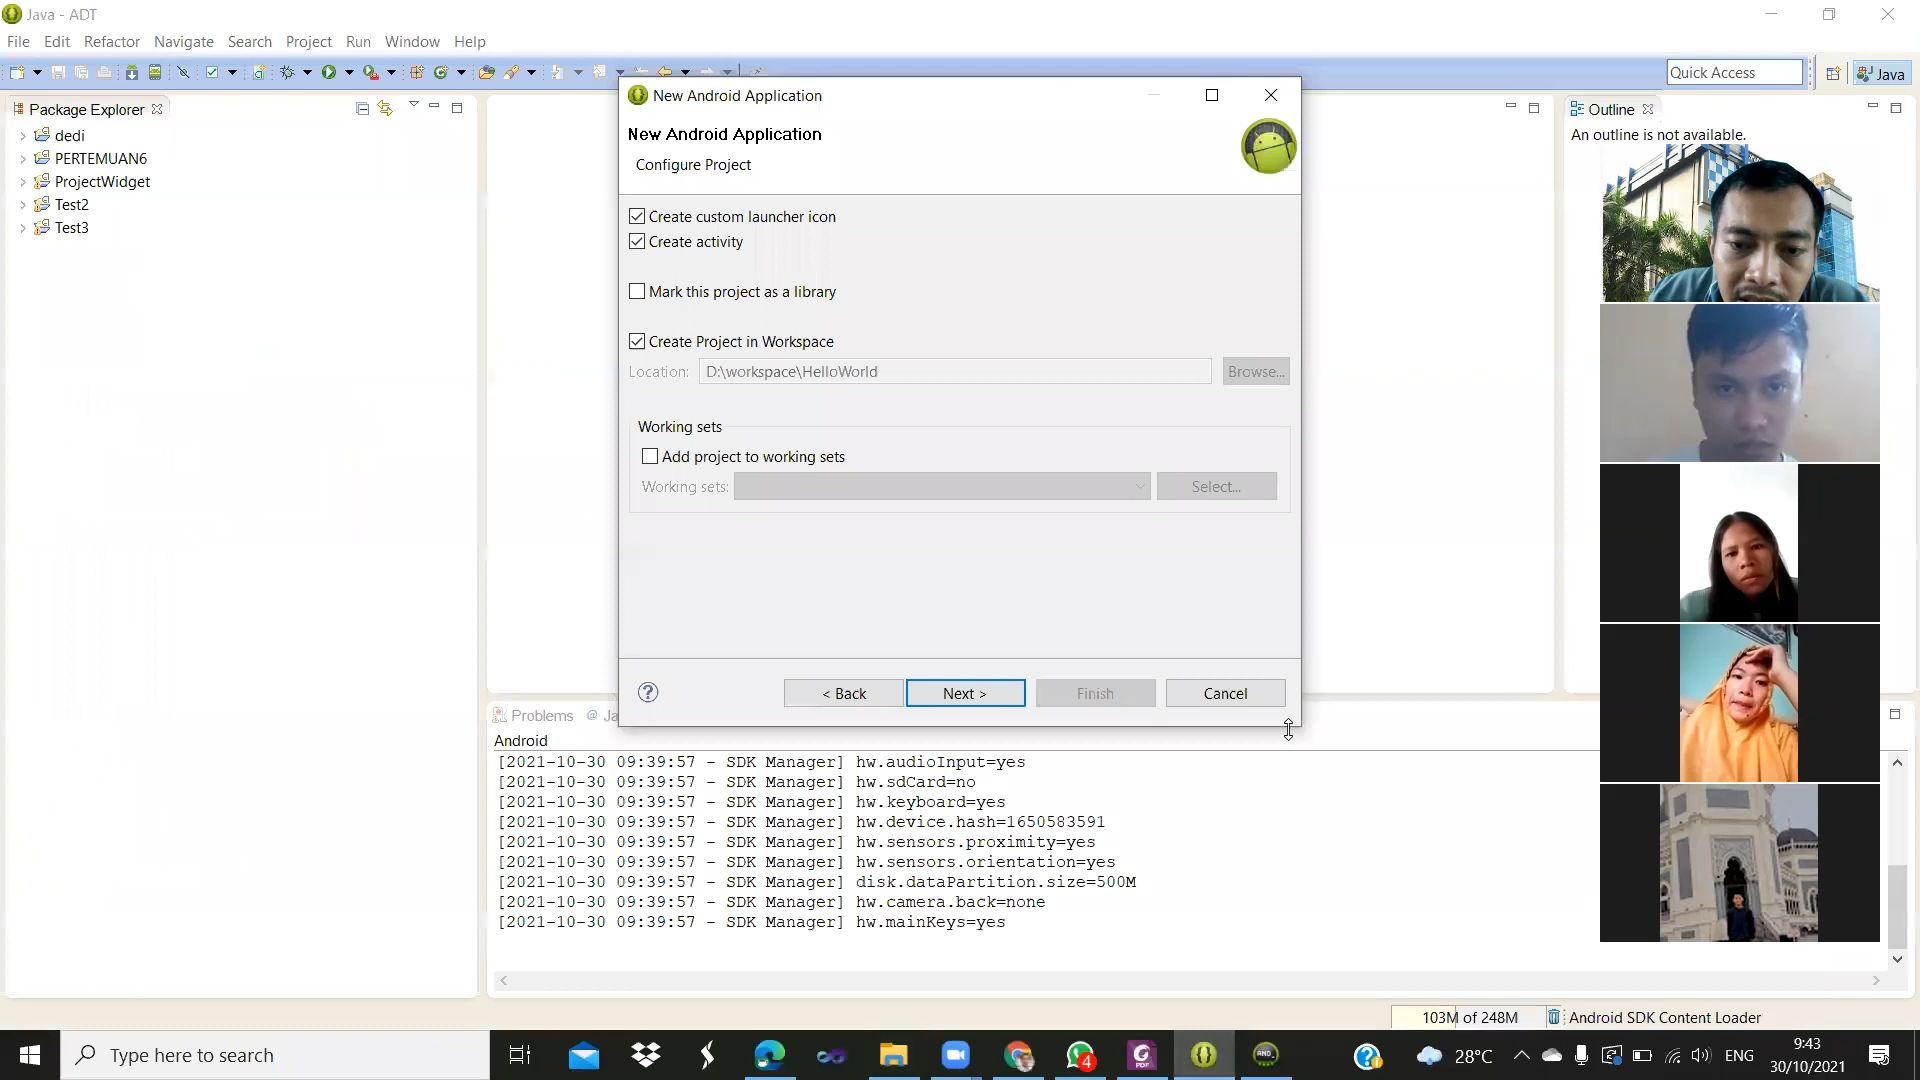 Java - ADT
File Edit Refactor Navigate Search Project Run Window Help
Quick Access
Java
Package Explorer
dedi
PERTEMUAN6
ProjectWidget
Test2
Test3
New Android Application
New Android Application
Configure Project
Create custom launcher icon
Create activity
Mark this project as a library
Create Project in Workspace
Location: D:\workspace\HelloWorld Browse...
Working sets
Add project to working sets
Working sets: Select...
< Back Next > Finish Cancel
Outline
An outline is not available.
Problems @ Ja
Android
[2021-10-30 09:39:57 - SDK Manager] hw.audioInput=yes
[2021-10-30 09:39:57 - SDK Manager] hw.sdCard=no
[2021-10-30 09:39:57 - SDK Manager] hw.keyboard=yes
[2021-10-30 09:39:57 - SDK Manager] hw.device.hash=1650583591
[2021-10-30 09:39:57 - SDK Manager] hw.sensors.proximity=yes
[2021-10-30 09:39:57 - SDK Manager] hw.sensors.orientation=yes
[2021-10-30 09:39:57 - SDK Manager] disk.dataPartition.size=500M
[2021-10-30 09:39:57 - SDK Manager] hw.camera.back=none
[2021-10-30 09:39:57 - SDK Manager] hw.mainKeys=yes
103M of 248M
Android SDK Content Loader
Type here to search
4
PDF
AND
28°C
ENG
9:43
30/10/2021